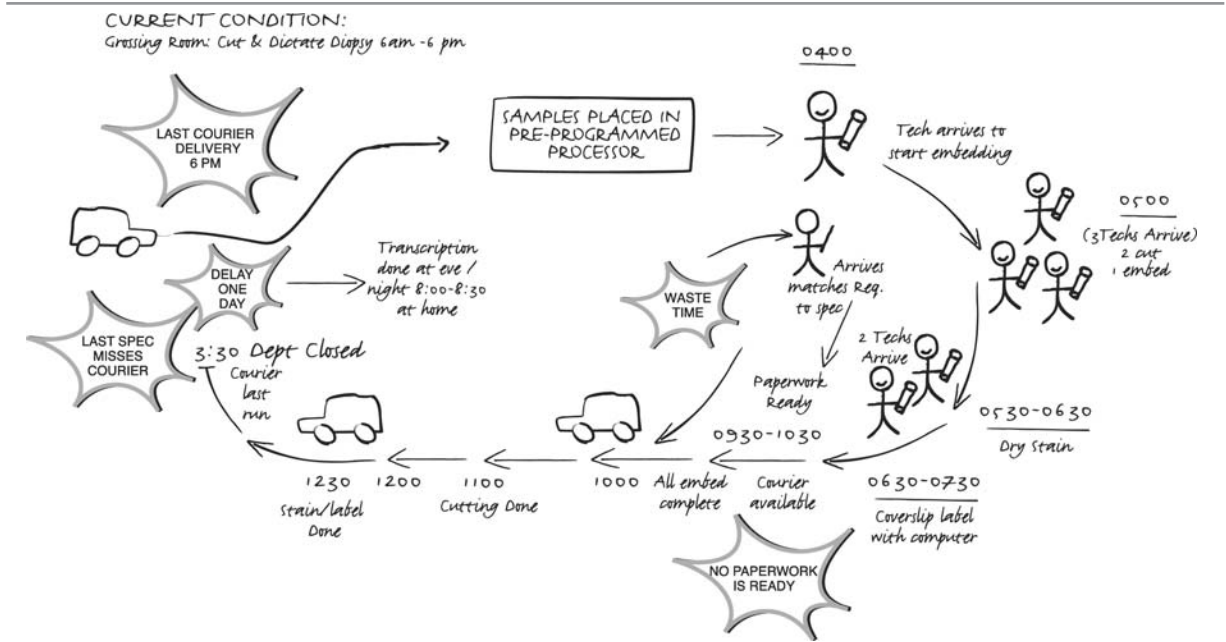 CURRENT CONDITION:
Grossing Room: Cut & Dictate Diopsy 6am -6 pm
LAST COURIER
DELIVERY
6 PM
SAMPLES PLACED IN
PRE-PROGRAMMED
PROCESSOR
0400
Tech arrives to
start embedding
0500
(3Techs Arrive)
2 cut
1 embed
DELAY
ONE
DAY
Transcription
done at eve /
night 8:00-8:30
at home
WASTE
TIME
Arrives
matches Req.
to spec
LAST SPEC
MISSES
COURIER
3:30 Dept Closed
Courier
last
run
2 Techs
Arrive
Paperwork
Ready
0530-0630
Dry Stain
0930-1030
0630-0730
Coverslip label
with computer
1230
Stain/label
Done
1200
1100
Cutting Done
1000
All embed
complete
Courier
available
NO PAPERWORK
IS READY